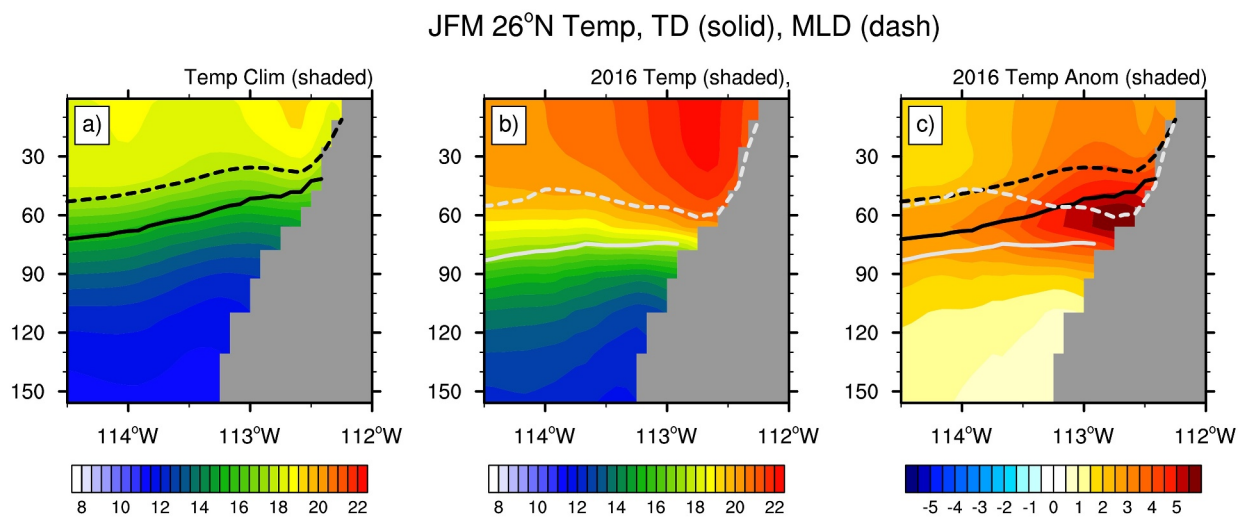 JFM 26°N Temp, TD (solid), MLD (dash)
Temp Clim (shaded)
2016 Temp (shaded),
2016 Temp Anom (shaded)
a)
b)
c)
30
60
90
120
150
30
60
90
120
150
30
60
90
120
150
114°W 113°W 112°W
114°W 113°W 112°W
114°W 113°W 112°W
8 10 12 14 16 18 20 22
8 10 12 14 16 18 20 22
-5 -4 -3 -2 -1 0 1 2 3 4 5